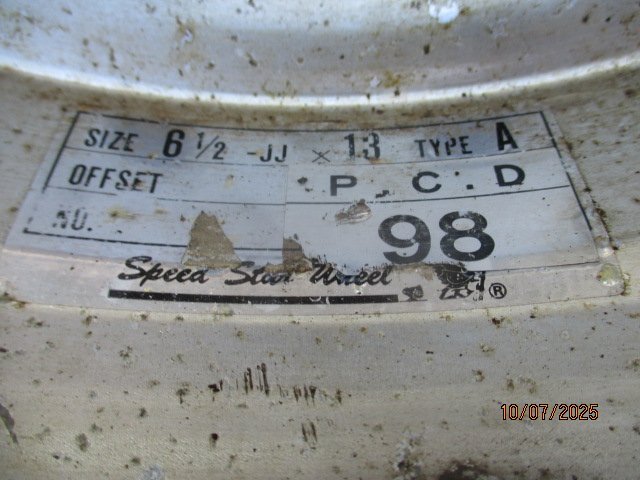 SIZE 6 1/2 -JJ × 13 TYPE A
OFFSET P.C.D
NO. 98
Speed Star Wheel
®
10/07/2025